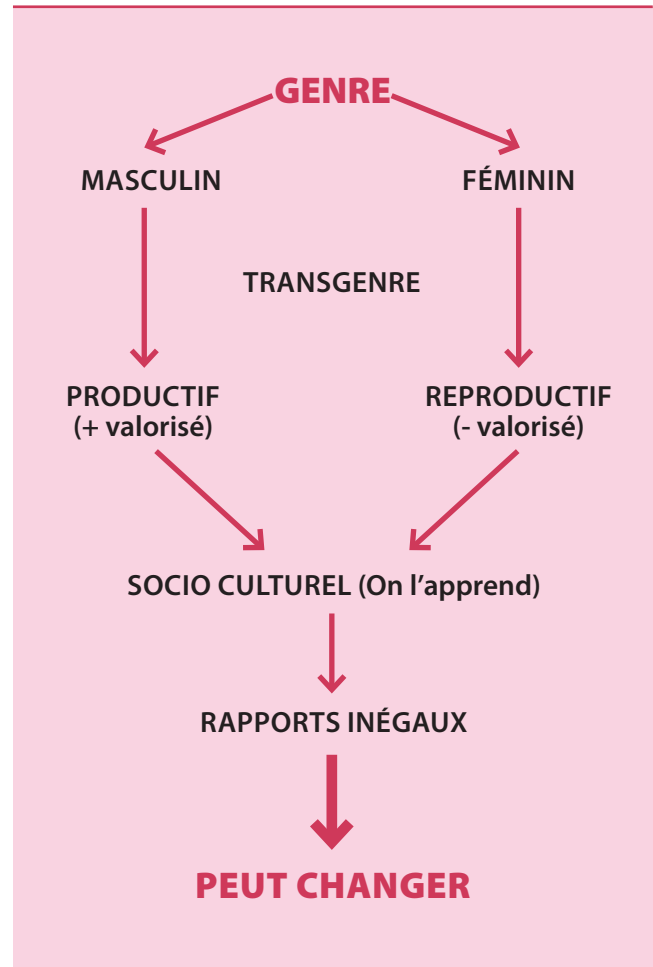 GENRE
MASCULIN
FÉMININ
TRANSGENRE
PRODUCTIF
(+ valorisé)
REPRODUCTIF
(- valorisé)
SOCIO CULTUREL (On l'apprend)
RAPPORTS INÉGAUX
PEUT CHANGER